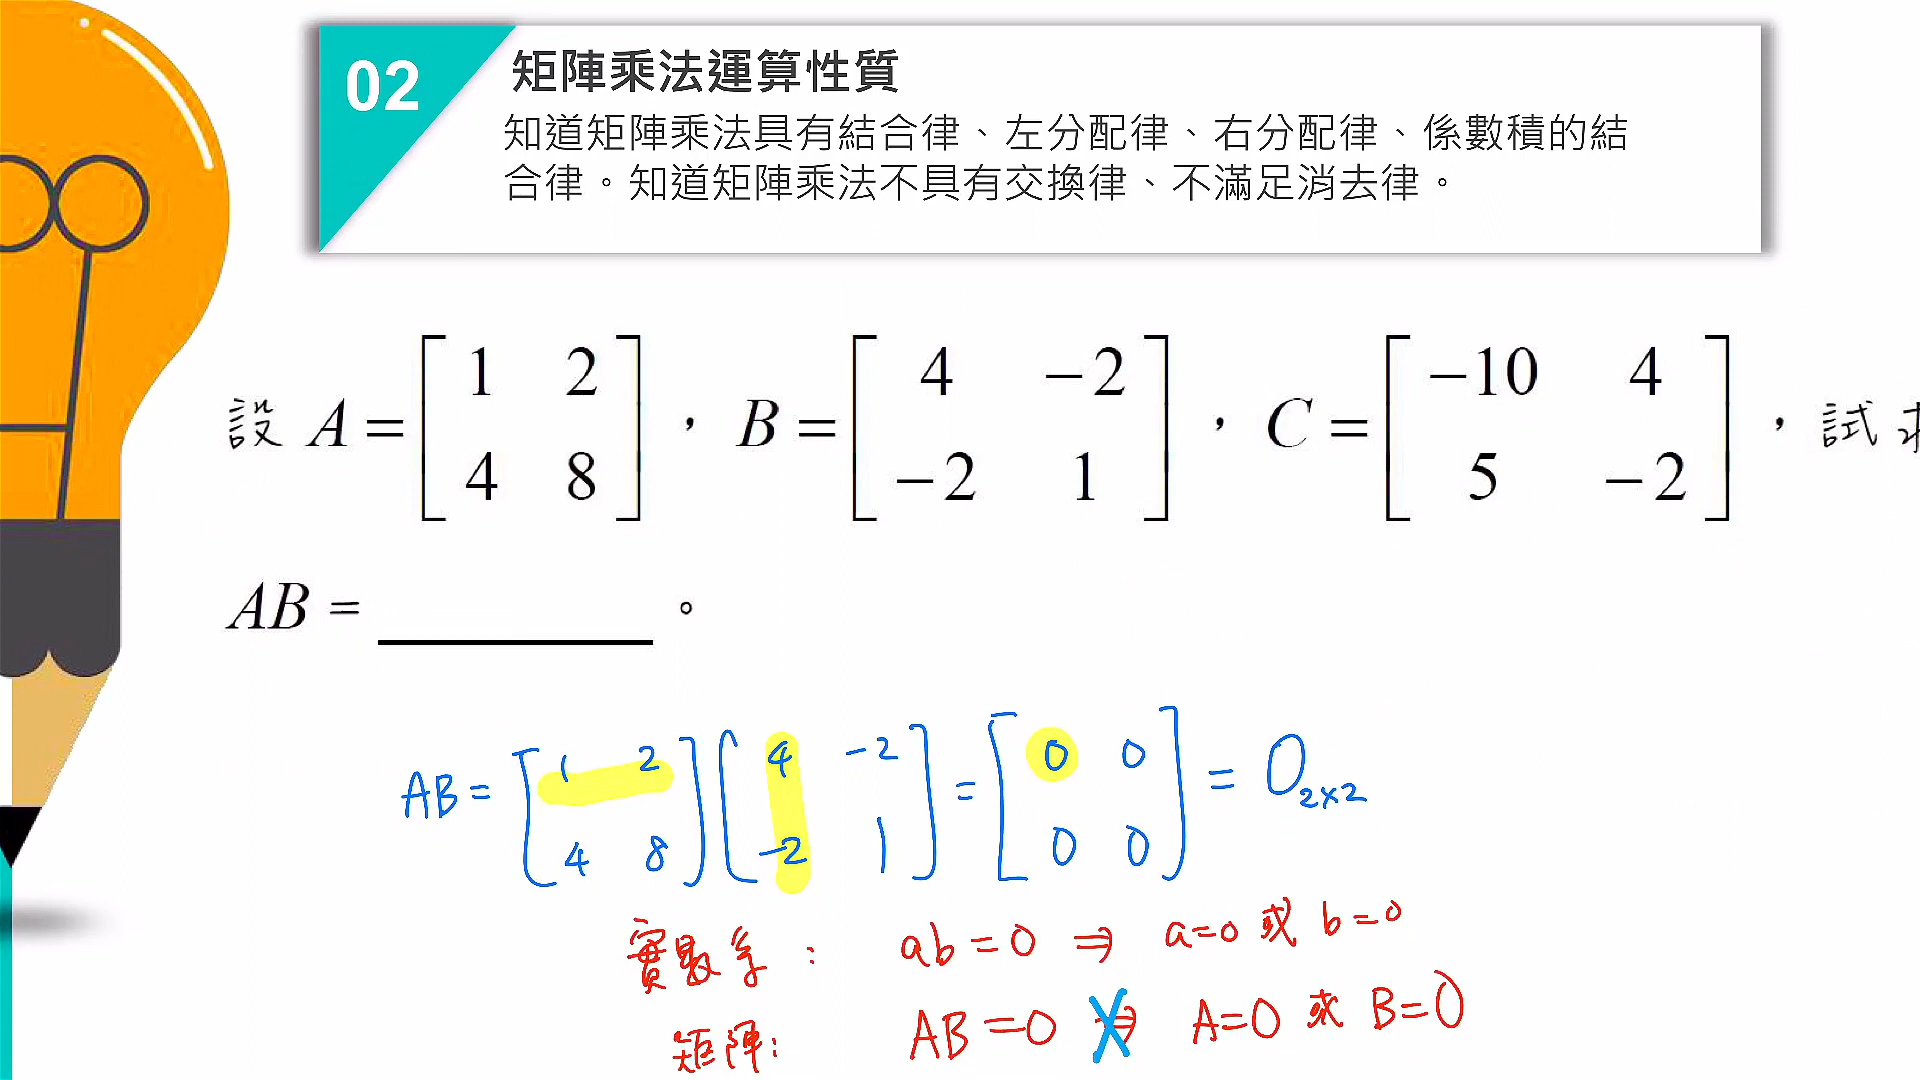 02
矩陣乘法運算性質
知道矩陣乘法具有結合律、左分配律、右分配律、係數積的結
合律。知道矩陣乘法不具有交換律、不滿足消去律。
設 A = [ 1 2 ; 4 8 ] , B = [ 4 −2 ; −2 1 ] , C = [ −10 4 ; 5 −2 ] , 試求
AB = ______ 。
AB = [ 1 2 ; 4 8 ] [ 4 -2 ; -2 1 ] = [ 0 0 ; 0 0 ] = O₂ₓ₂
實數系 : ab = 0 ⇒ a=0 或 b=0
矩陣: AB = O ⇒ A=O 或 B=O